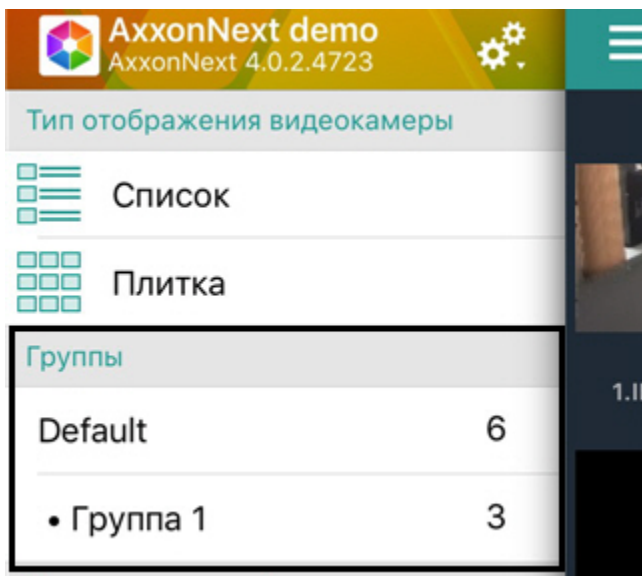 AxxonNext demo
AxxonNext 4.0.2.4723
Тип отображения видеокамеры
Список
Плитка
Группы
Default 6
• Группа 1 3